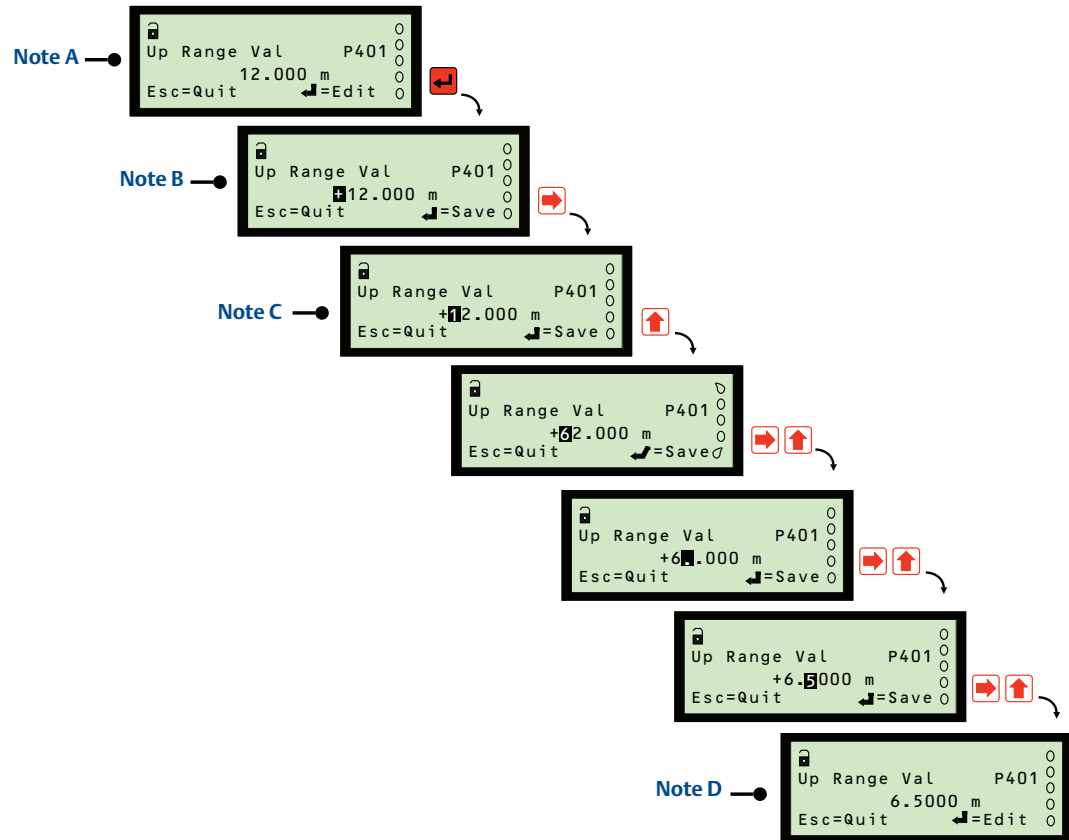 Note A
Up Range Val P401
12.000 m
Esc=Quit =Edit
Note B
Up Range Val P401
+12.000 m
Esc=Quit =Save
Note C
Up Range Val P401
+12.000 m
Esc=Quit =Save
Up Range Val P401
+62.000 m
Esc=Quit =Save
Up Range Val P401
+6..000 m
Esc=Quit =Save
Up Range Val P401
+6.5000 m
Esc=Quit =Save
Note D
Up Range Val P401
6.5000 m
Esc=Quit =Edit